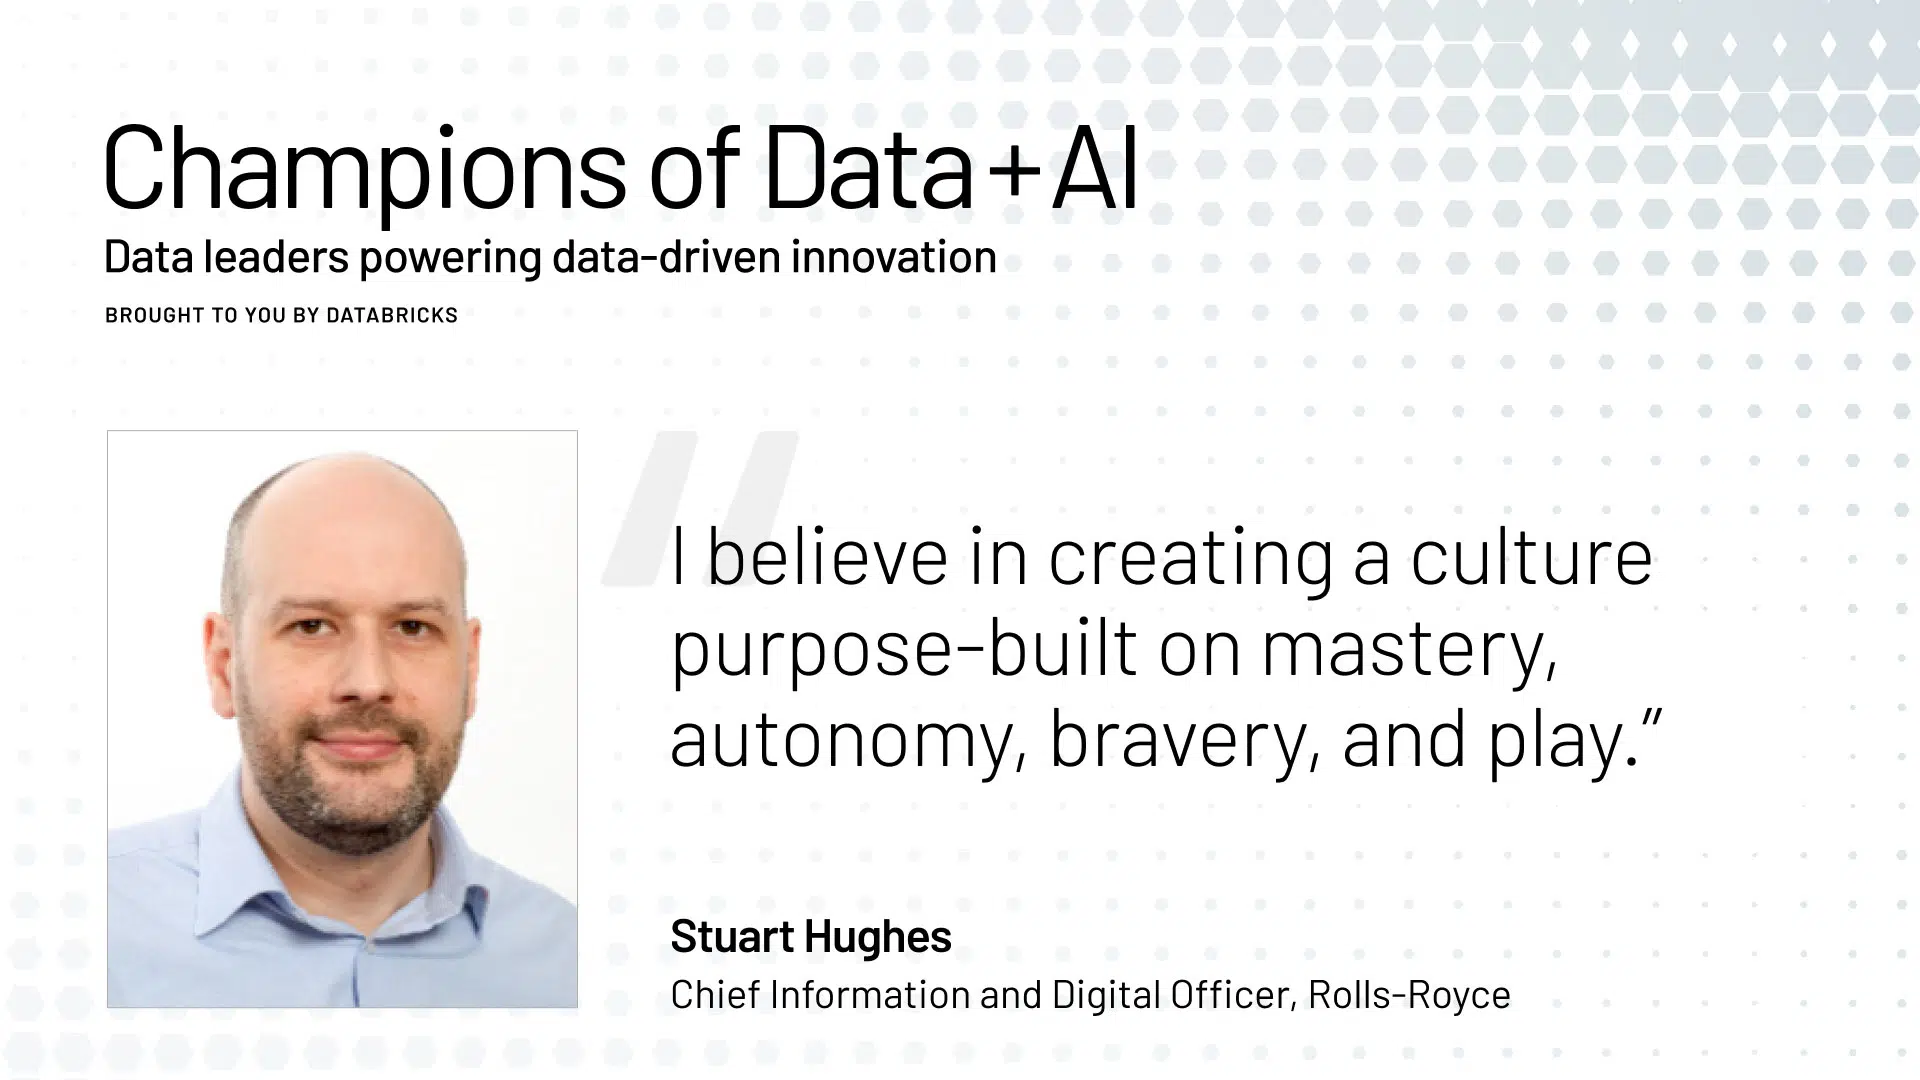 Champions of Data+AI
Data leaders powering data-driven innovation
BROUGHT TO YOU BY DATABRICKS
"I believe in creating a culture
purpose-built on mastery,
autonomy, bravery, and play.”
Stuart Hughes
Chief Information and Digital Officer, Rolls-Royce